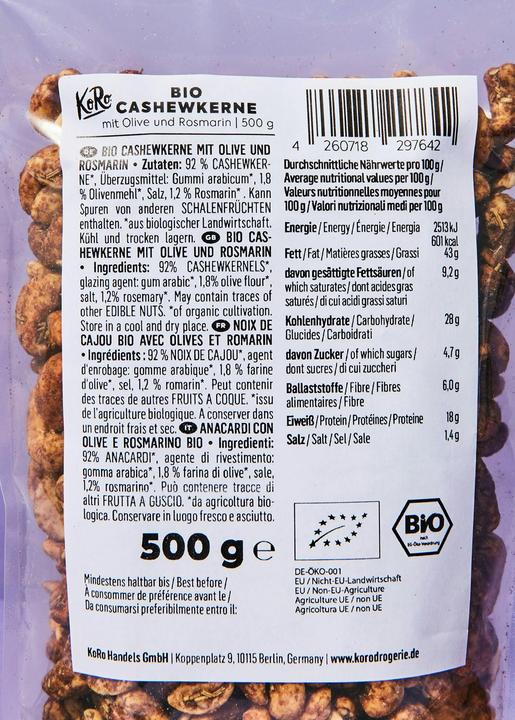 KoRo
BIO
CASHEWKERNE
mit Olive und Rosmarin | 500 g
4 260718 297642
DE BIO CASHEWKERNE MIT OLIVE UND
ROSMARIN • Zutaten: 92 % CASHEWKER-
NE*, Überzugsmittel: Gummi arabicum*, 1,8
% Olivenmehl*, Salz, 1,2 % Rosmarin* . Kann
Spuren von anderen SCHALENFRÜCHTEN
enthalten. *aus biologischer Landwirtschaft.
Kühl und trocken lagern. GB BIO CAS-
HEWKERNE MIT OLIVE UND ROSMARIN
• Ingredients: 92% CASHEWKERNELS*,
glazing agent: gum arabic*, 1,8% olive flour*,
salt, 1,2% rosemary*. May contain traces of
other EDIBLE NUTS. *of organic cultivation.
Store in a cool and dry place. FR NOIX DE
CAJOU BIO AVEC OLIVES ET ROMARIN
• Ingrédients : 92 % NOIX DE CAJOU*, agent
d'enrobage: gomme arabique*, 1,8 % farine
d'olive*, sel, 1,2 % romarin*. Peut contenir
des traces de autres FRUITS A COQUE. *issu
de l'agriculture biologique. A conserver dans
un endroit frais et sec. IT ANACARDI CON
OLIVE E ROSMARINO BIO • Ingredienti:
92% ANACARDI*, agente di rivestimento:
gomma arabica*, 1,8 % farina di olive*, sale,
1,2% rosmarino*. Può contenere tracce di
altri FRUTTA A GUSCIO. *da agricoltura bio-
logica. Conservare in luogo fresco e asciutto.
Durchschnittliche Nährwerte pro 100g/
Average nutritional values per 100g/
Valeurs nutritionnelles moyennes pour
100 g/Valori nutrizionali medi per 100 g
Energie/Energy/Énergie/Energia 2513 kJ
601 kcal
Fett/Fat/Matières grasses/Grassi 43 g
davon gesättigte Fettsäuren/of 9,2 g
which saturates/dont acides gras
saturés/di cui acidi grassi saturi
Kohlenhydrate/Carbohydrate/ 28 g
Glucides/Carboidrati
davon Zucker/of which sugars/ 4,7 g
dont sucres/di cui zuccheri
Ballaststoffe/Fibre/Fibres 6,0 g
alimentaires/Fibre
Eiweiß/Protein/Protéines/Proteine 18 g
Salz/Salt/Sel/Sale 1,4 g
500 g e
Bio
nach
EG-Öko-Verordnung
DE-ÖKO-001
EU / Nicht-EU-Landwirtschaft
EU / Non-EU-Agriculture
Agriculture UE / non UE
Agricoltura UE / non UE
Mindestens haltbar bis/Best before/
À consommer de préférence avant le/
Da consumarsi preferibilmente entro il:
KoRo Handels GmbH | Koppenplatz 9, 10115 Berlin, Germany | www.korodrogerie.de